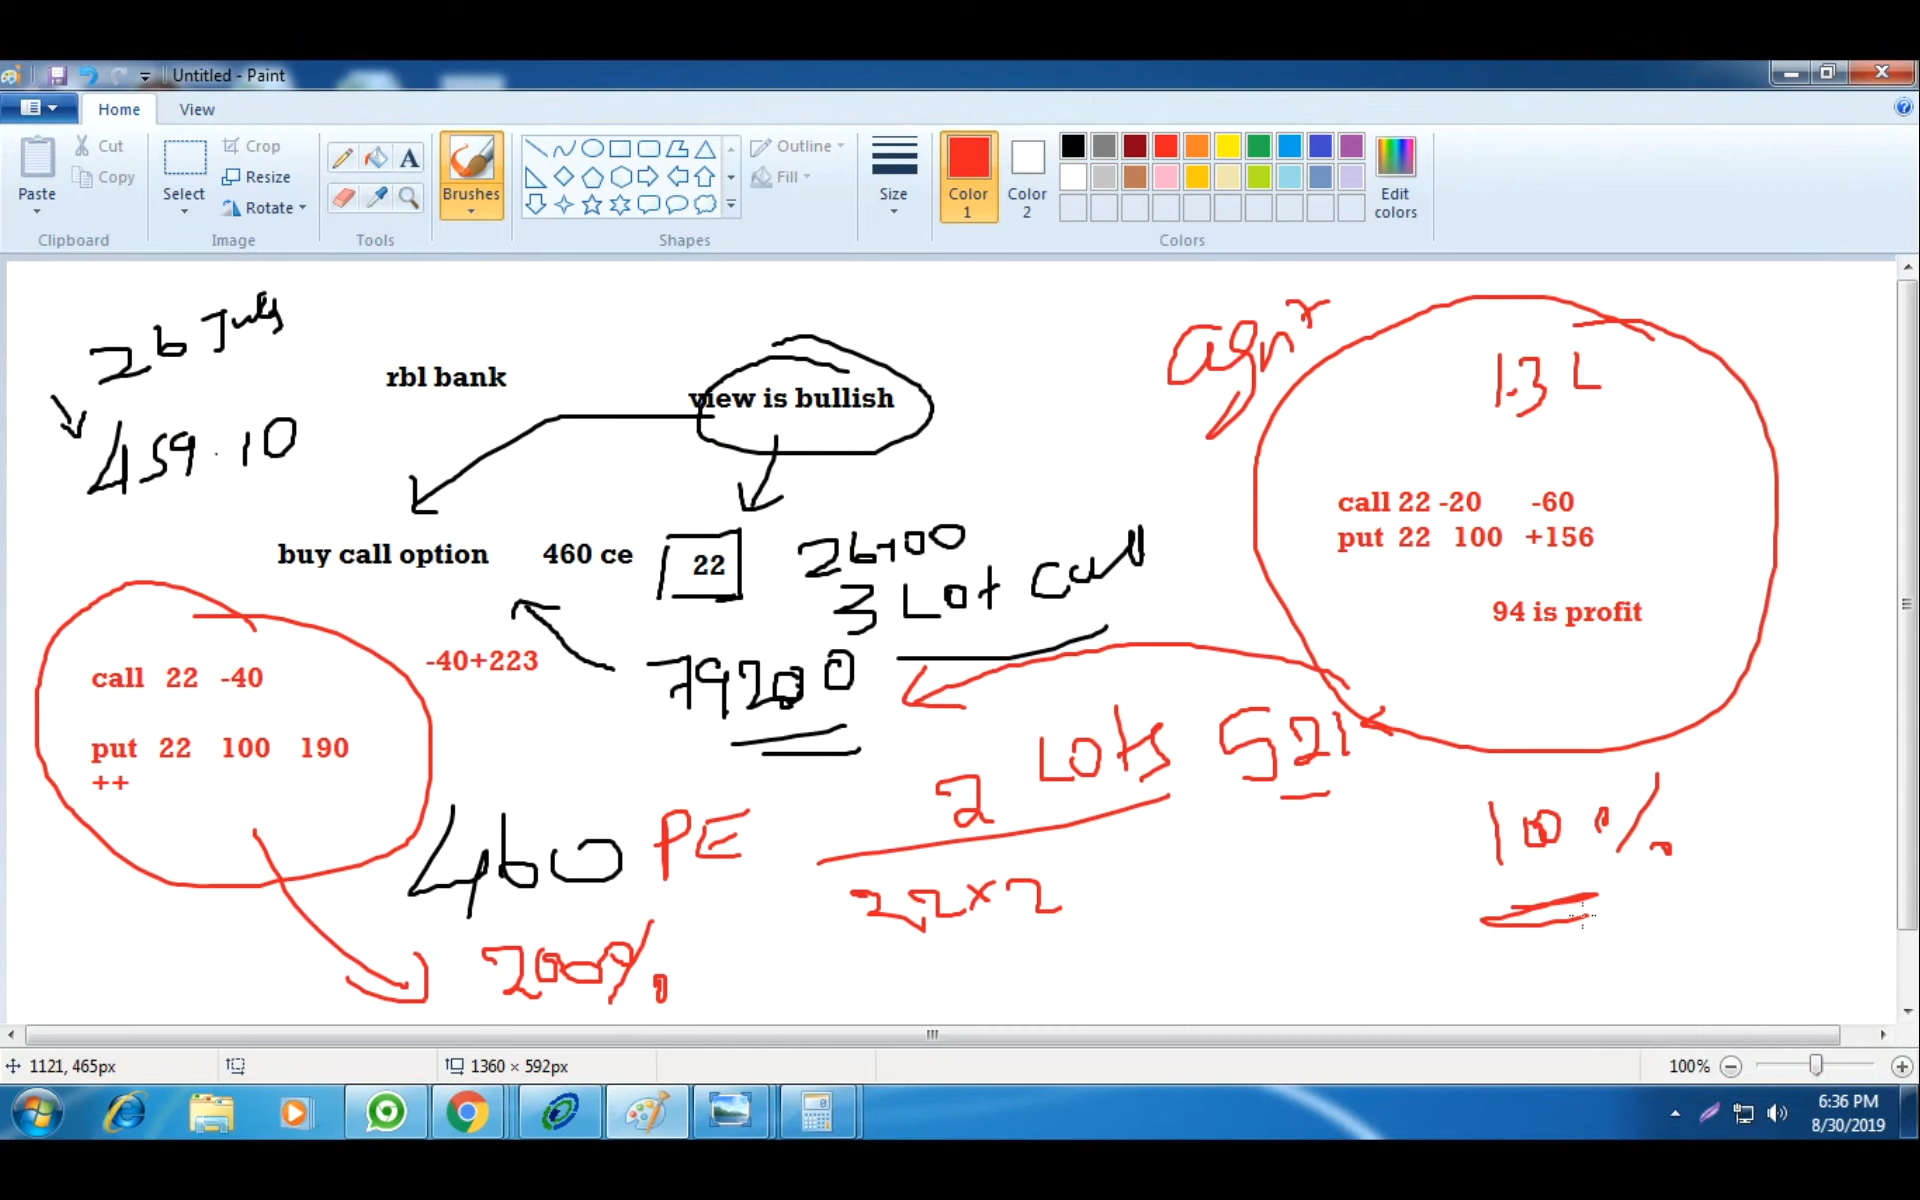 Untitled - Paint
Home View
Paste
Cut
Copy
Clipboard
Select
Crop
Resize
Rotate
Image
Tools
Brushes
Shapes
Outline
Fill
Size
Color 1
Color 2
Edit colors
Colors
26 July
459.10
rbl bank
view is bullish
buy call option 460 ce 22
3 Lot Call
79200
call 22 -40
put 22 100 190
++
-40+223
460 PE
200%
2 Lots 521
22x2
1.3 L
call 22 -20 -60
put 22 100 +156
94 is profit
100%
1121, 465px
1360 × 592px
100%
6:36 PM
8/30/2019